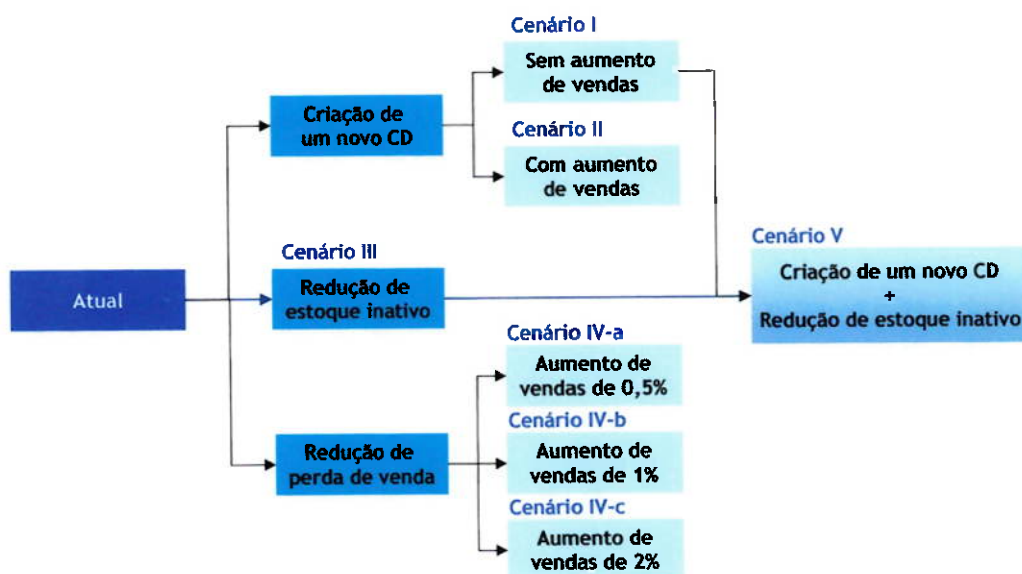 Cenário I
Sem aumento
de vendas
Criação de
um novo CD
Cenário II
Com aumento
de vendas
Cenário III
Redução de
estoque inativo
Atual
Cenário V
Criação de um novo CD
+
Redução de estoque inativo
Cenário IV-a
Aumento de
vendas de 0,5%
Cenário IV-b
Redução de
perda de venda
Aumento de
vendas de 1%
Cenário IV-c
Aumento de
vendas de 2%